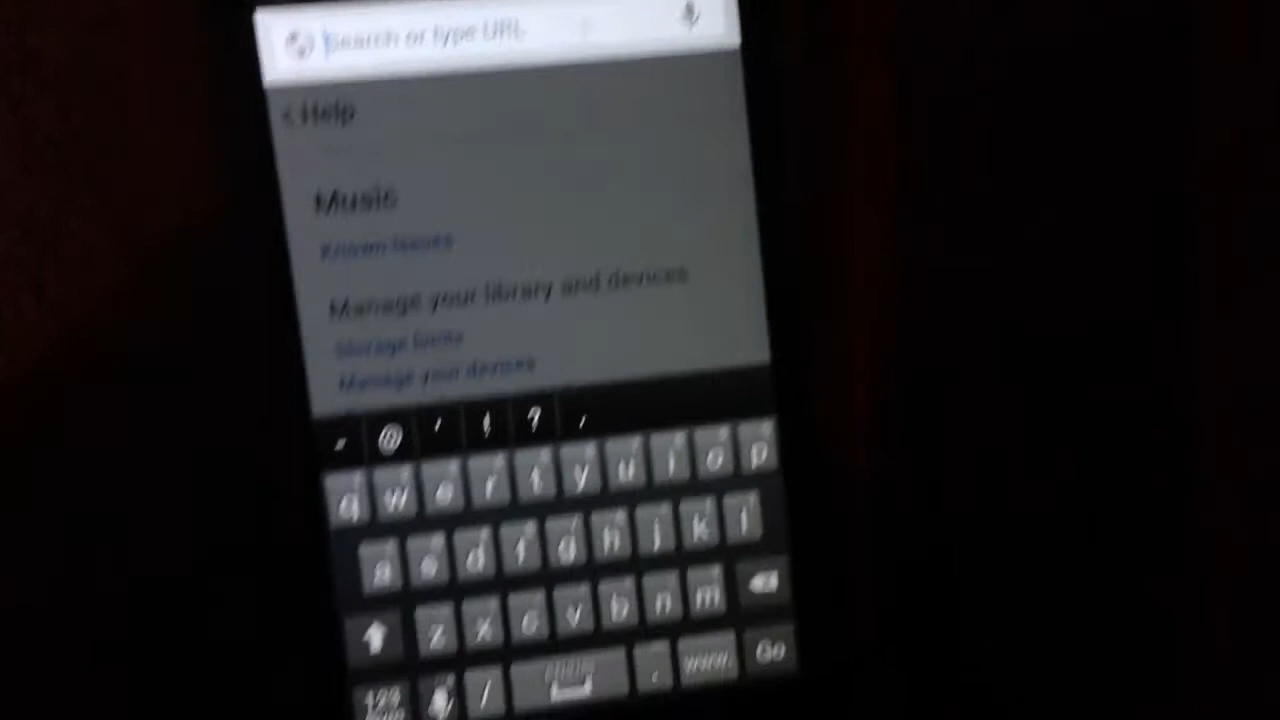 Search or type URL
< Help
Music
Known issues
Manage your library and devices
Storage limits
Manage your devices
- @ ' ! ? ,
q w e r t y u i o p
a s d f g h j k l
z x c v b n m
123 / . www. Go